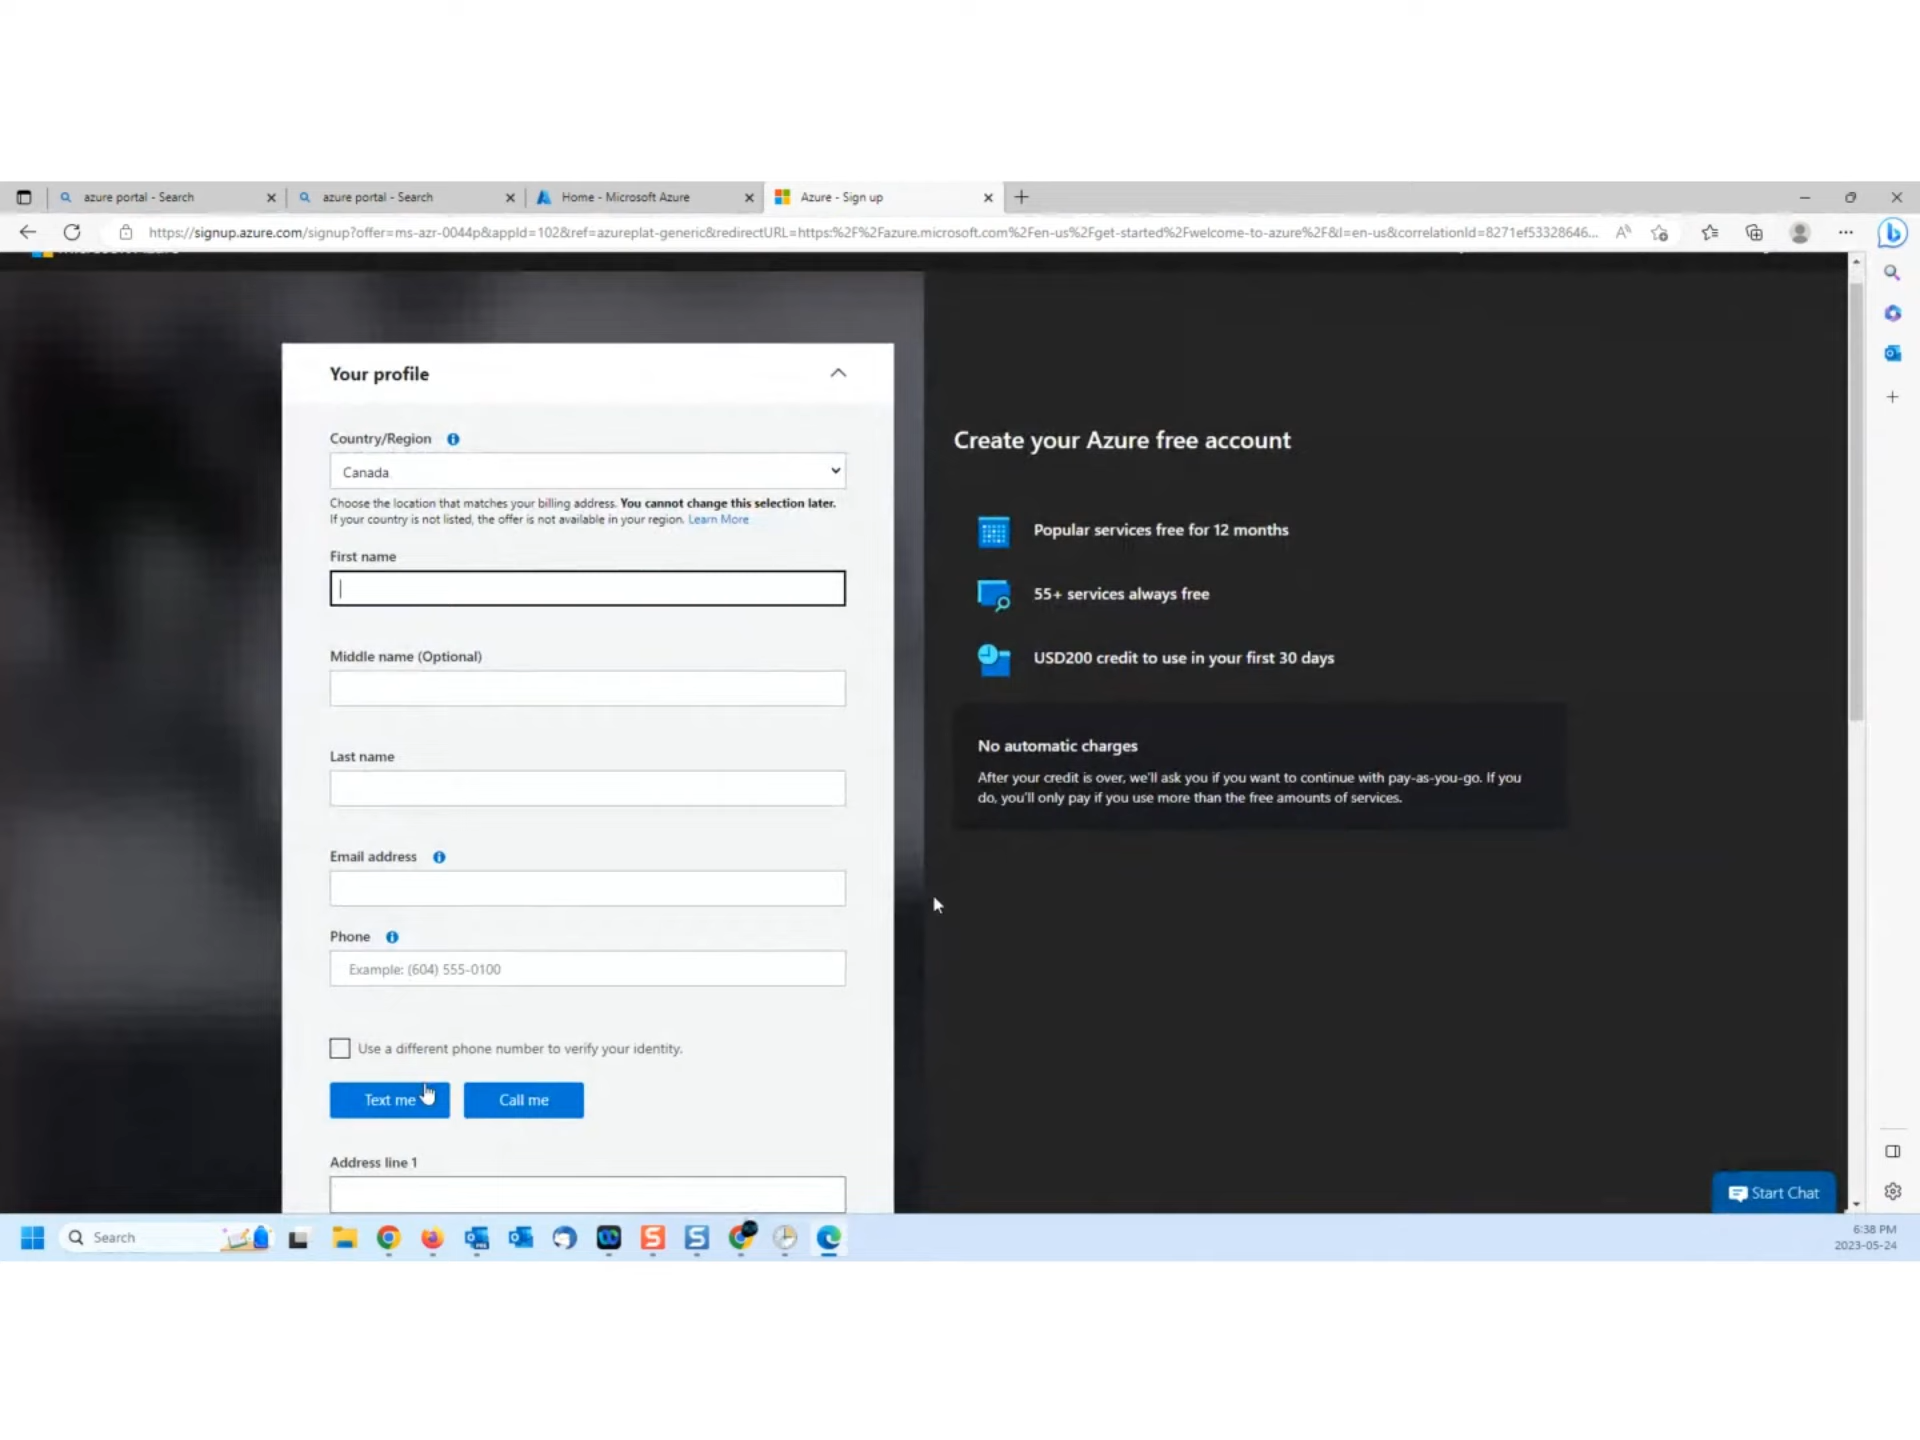 azure portal - Search
azure portal - Search
Home - Microsoft Azure
Azure - Sign up
https://signup.azure.com/signup?offer=ms-azr-0044p&appId=102&ref=azureplat-generic&redirectURL=https:%2F%2Fazure.microsoft.com%2Fen-us%2Fget-started%2Fwelcome-to-azure%2F&l=en-us&correlationId=8271ef53328646...
Your profile
Country/Region
Canada
Choose the location that matches your billing address. You cannot change this selection later.
If your country is not listed, the offer is not available in your region. Learn More
First name
Middle name (Optional)
Last name
Email address
Phone
Example: (604) 555-0100
Use a different phone number to verify your identity.
Text me
Call me
Address line 1
Create your Azure free account
Popular services free for 12 months
55+ services always free
USD200 credit to use in your first 30 days
No automatic charges
After your credit is over, we'll ask you if you want to continue with pay-as-you-go. If you
do, you'll only pay if you use more than the free amounts of services.
Start Chat
Search
6:38 PM
2023-05-24